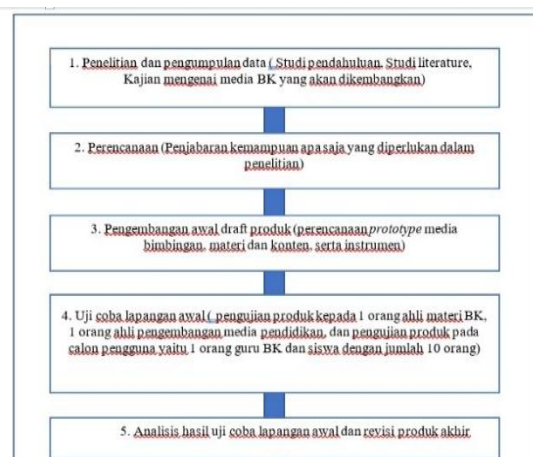 1. Penelitian dan pengumpulan data ( Studi pendahuluan, Studi literature,
Kajian mengenai media BK yang akan dikembangkan)
2. Perencanaan (Penjabaran kemampuan apa saja yang diperlukan dalam
penelitian)
3. Pengembangan awal draft produk (perencanaan prototype media
bimbingan, materi dan konten, serta instrumen)
4. Uji coba lapangan awal ( pengujian produk kepada 1 orang ahli materi BK,
1 orang ahli pengembangan media pendidikan, dan pengujian produk pada
calon pengguna yaitu 1 orang guru BK dan siswa dengan jumlah 10 orang)
5. Analisis hasil uji coba lapangan awal dan revisi produk akhir